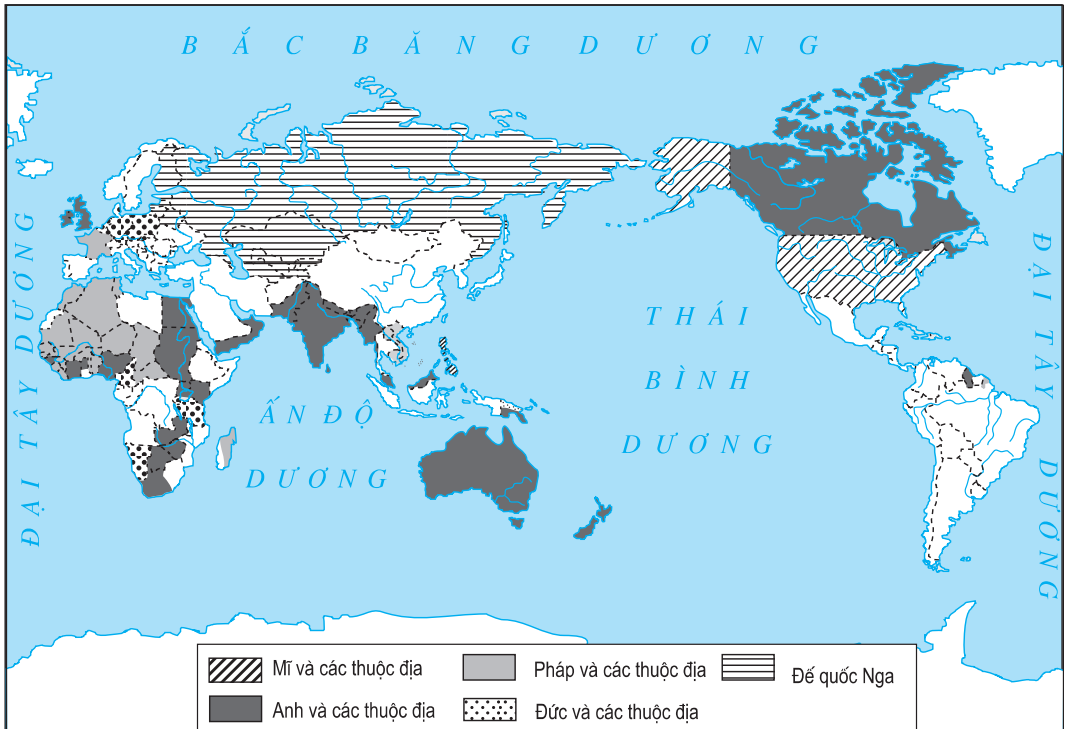 BẮC BĂNG DƯƠNG
ĐẠI TÂY DƯƠNG
THÁI
BÌNH
DƯƠNG
ẤN ĐỘ
DƯƠNG
ĐẠI TÂY DƯƠNG
Mĩ và các thuộc địa
Pháp và các thuộc địa
Đế quốc Nga
Anh và các thuộc địa
Đức và các thuộc địa